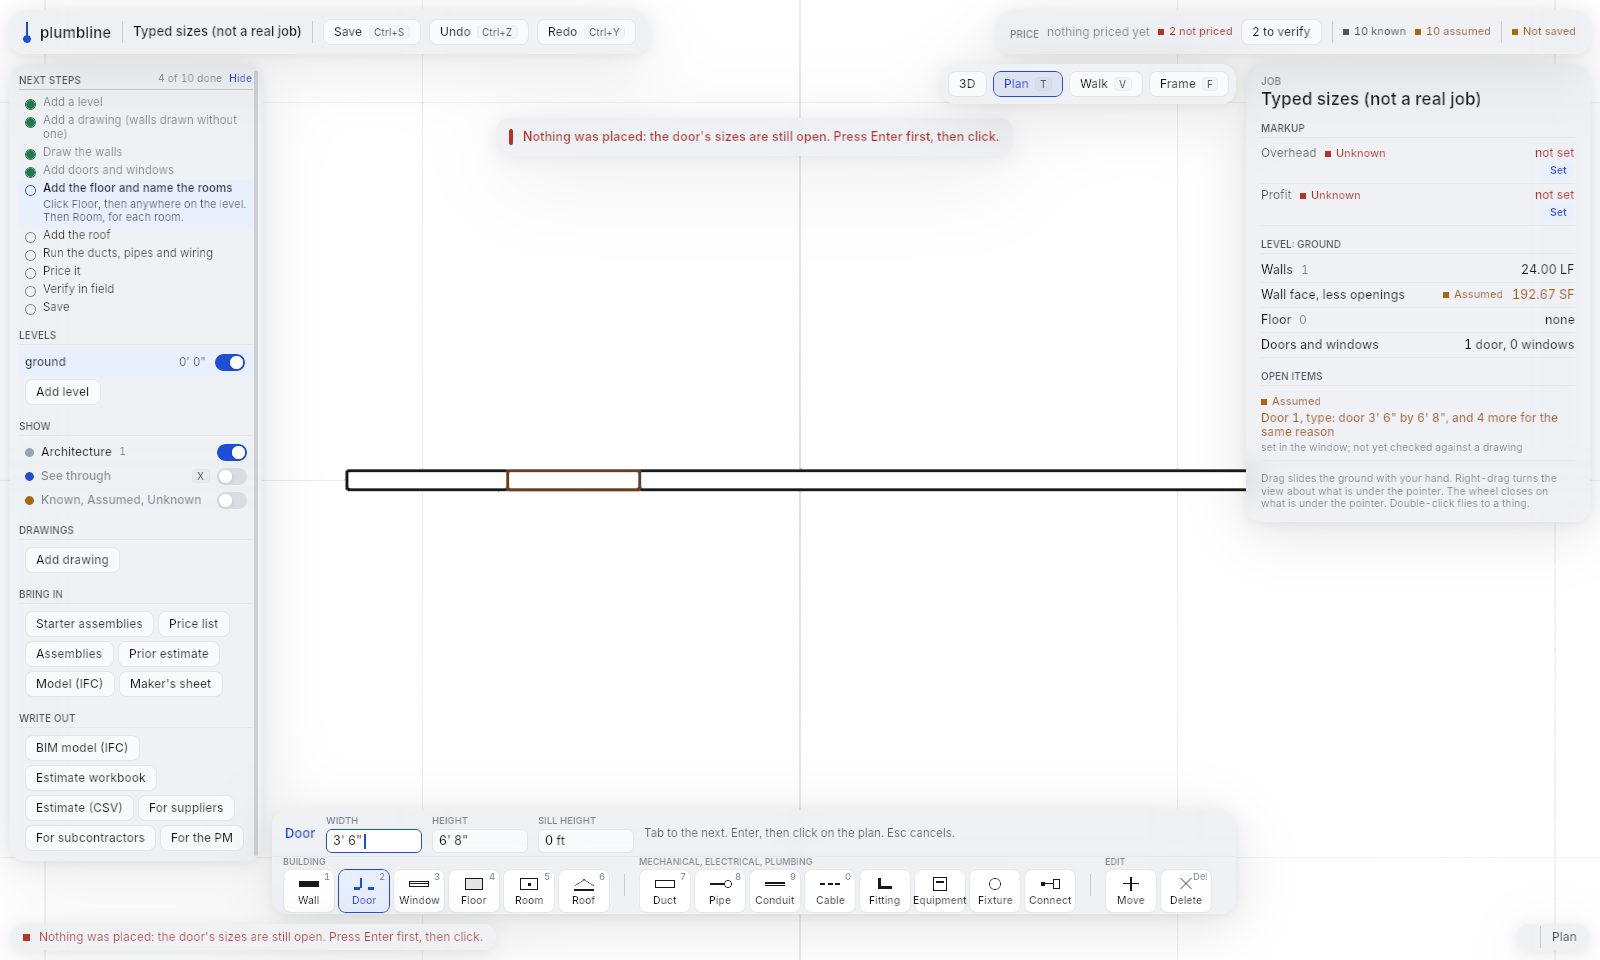 plumbline
Typed sizes (not a real job)
Save Ctrl+S
Undo Ctrl+Z
Redo Ctrl+Y
PRICE nothing priced yet 2 not priced 2 to verify 10 known 10 assumed Not saved
3D
Plan T
Walk V
Frame F
Nothing was placed: the door's sizes are still open. Press Enter first, then click.
NEXT STEPS 4 of 10 done Hide
Add a level
Add a drawing (walls drawn without
one)
Draw the walls
Add doors and windows
Add the floor and name the rooms
Click Floor, then anywhere on the level.
Then Room, for each room.
Add the roof
Run the ducts, pipes and wiring
Price it
Verify in field
Save
LEVELS
ground 0' 0"
Add level
SHOW
Architecture 1
See through X
Known, Assumed, Unknown
DRAWINGS
Add drawing
BRING IN
Starter assemblies Price list
Assemblies Prior estimate
Model (IFC) Maker's sheet
WRITE OUT
BIM model (IFC)
Estimate workbook
Estimate (CSV) For suppliers
For subcontractors For the PM
JOB
Typed sizes (not a real job)
MARKUP
Overhead Unknown not set
Set
Profit Unknown not set
Set
LEVEL: GROUND
Walls 1 24.00 LF
Wall face, less openings Assumed 192.67 SF
Floor 0 none
Doors and windows 1 door, 0 windows
OPEN ITEMS
Assumed
Door 1, type: door 3' 6" by 6' 8", and 4 more for the
same reason
set in the window; not yet checked against a drawing
Drag slides the ground with your hand. Right-drag turns the
view about what is under the pointer. The wheel closes on
what is under the pointer. Double-click flies to a thing.
WIDTH HEIGHT SILL HEIGHT
Door 3' 6" 6' 8" 0 ft Tab to the next. Enter, then click on the plan. Esc cancels.
BUILDING MECHANICAL, ELECTRICAL, PLUMBING EDIT
1 2 3 4 5 6 7 8 9 0 Del
Wall Door Window Floor Room Roof Duct Pipe Conduit Cable Fitting Equipment Fixture Connect Move Delete
Nothing was placed: the door's sizes are still open. Press Enter first, then click.
Plan